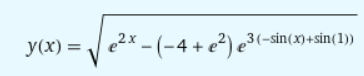 y(x) = √(e^{2x} − (−4 + e^2) e^{3(−sin(x)+sin(1))})